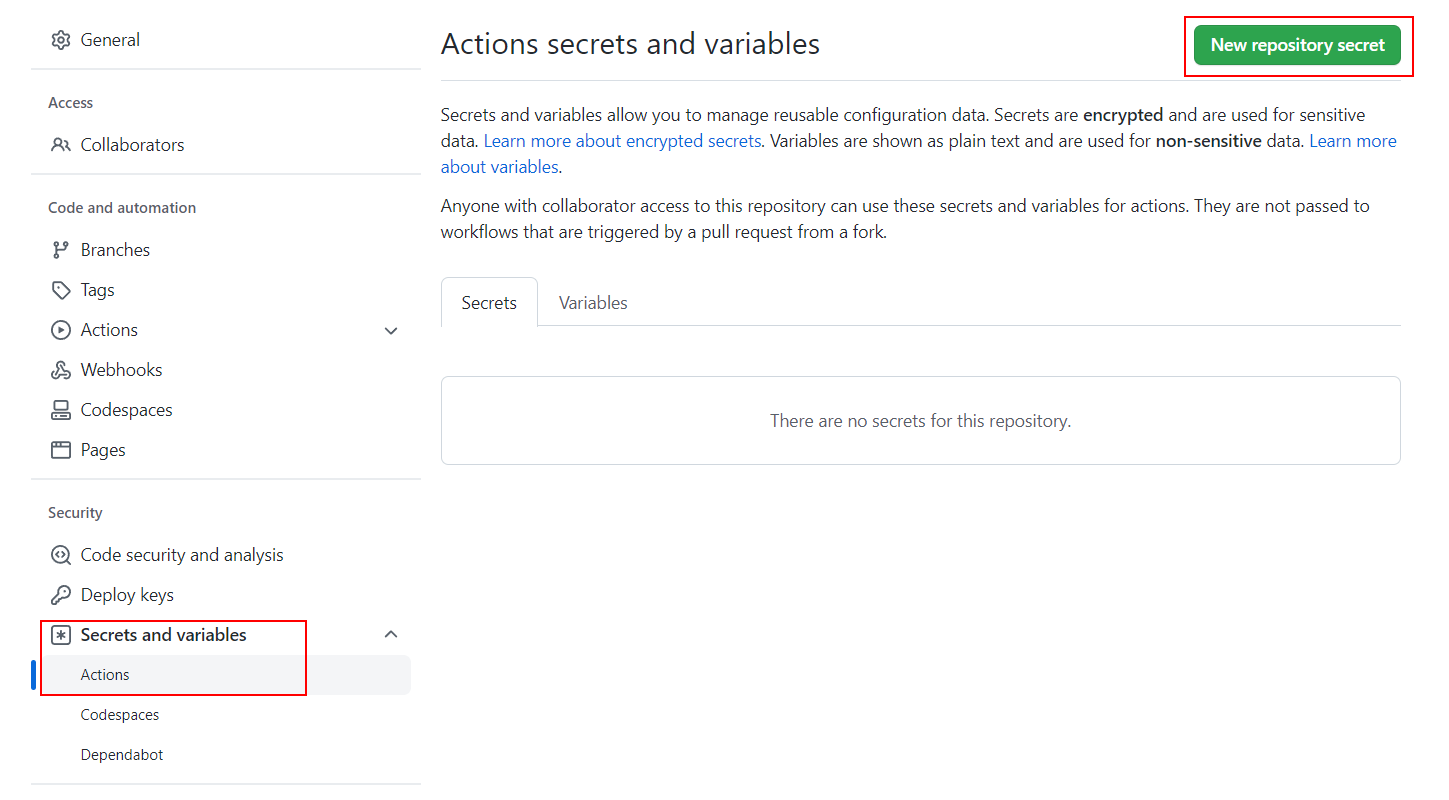 General
Access
Collaborators
Code and automation
Branches
Tags
Actions
Webhooks
Codespaces
Pages
Security
Code security and analysis
Deploy keys
Secrets and variables
Actions
Codespaces
Dependabot
Actions secrets and variables
New repository secret
Secrets and variables allow you to manage reusable configuration data. Secrets are encrypted and are used for sensitive
data. Learn more about encrypted secrets. Variables are shown as plain text and are used for non-sensitive data. Learn more
about variables.
Anyone with collaborator access to this repository can use these secrets and variables for actions. They are not passed to
workflows that are triggered by a pull request from a fork.
Secrets
Variables
There are no secrets for this repository.